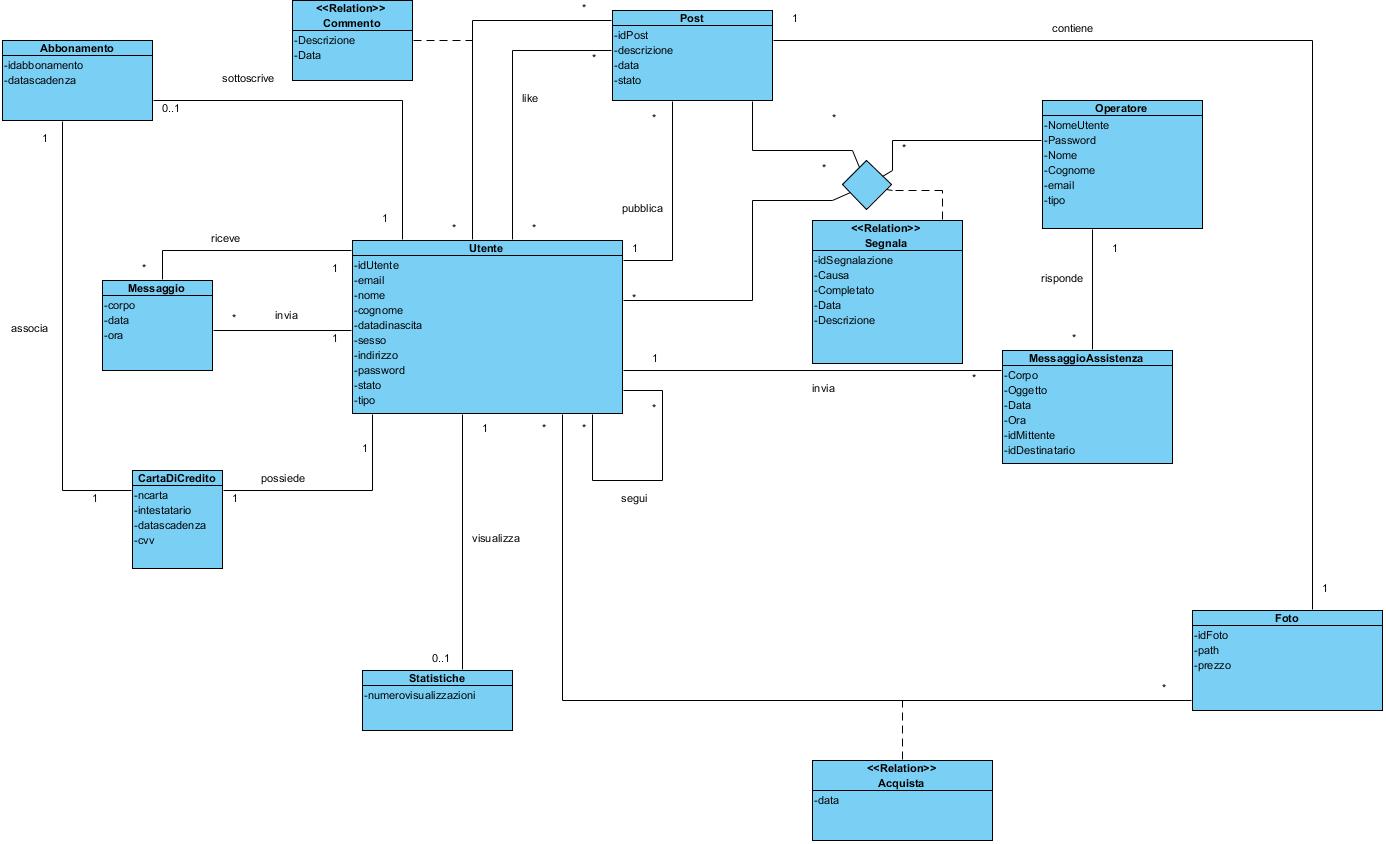 <<Relation>>
Commento
-Descrizione
-Data
*
Post
-idPost
-descrizione
-data
-stato
*
1
contiene
Abbonamento
-idabbonamento
-datascadenza
sottoscrive
0..1
like
Operatore
-NomeUtente
-Password
-Nome
-Cognome
-email
-tipo
*
*
*
*
1
1
*
*
pubblica
1
riceve
1
*
Messaggio
-corpo
-data
-ora
*
invia
1
associa
Utente
-idUtente
-email
-nome
-cognome
-datadinascita
-sesso
-indirizzo
-password
-stato
-tipo
*
<<Relation>>
Segnala
-idSegnalazione
-Causa
-Completato
-Data
-Descrizione
1
risponde
*
MessaggioAssistenza
-Corpo
-Oggetto
-Data
-Ora
-idMittente
-idDestinatario
1
*
invia
*
1
*
*
segui
1
CartaDiCredito
-ncarta
-intestatario
-datascadenza
-cvv
possiede
1
1
visualizza
0..1
Statistiche
-numerovisualizzazioni
1
Foto
-idFoto
-path
-prezzo
*
<<Relation>>
Acquista
-data